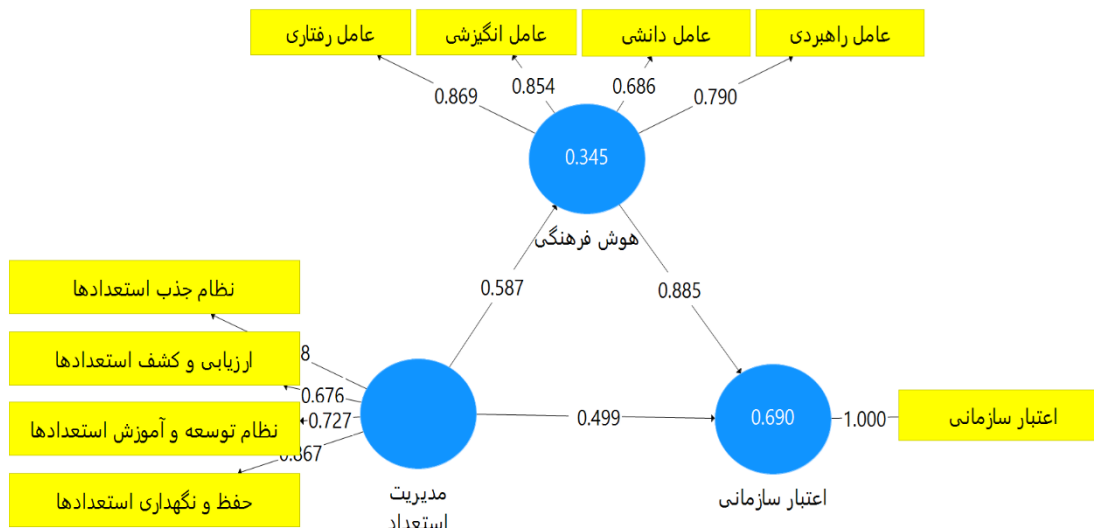 عامل رفتاری
عامل انگیزشی
عامل دانشی
عامل راهبردی
0.869
0.854
0.686
0.790
0.345
هوش فرهنگی
نظام جذب استعدادها
0.587
0.885
ارزیابی و کشف استعدادها
8
0.676
نظام توسعه و آموزش استعدادها
0.727
0.499
0.690
1.000
اعتبار سازمانی
.867
حفظ و نگهداری استعدادها
مدیریت
استعداد
اعتبار سازمانی